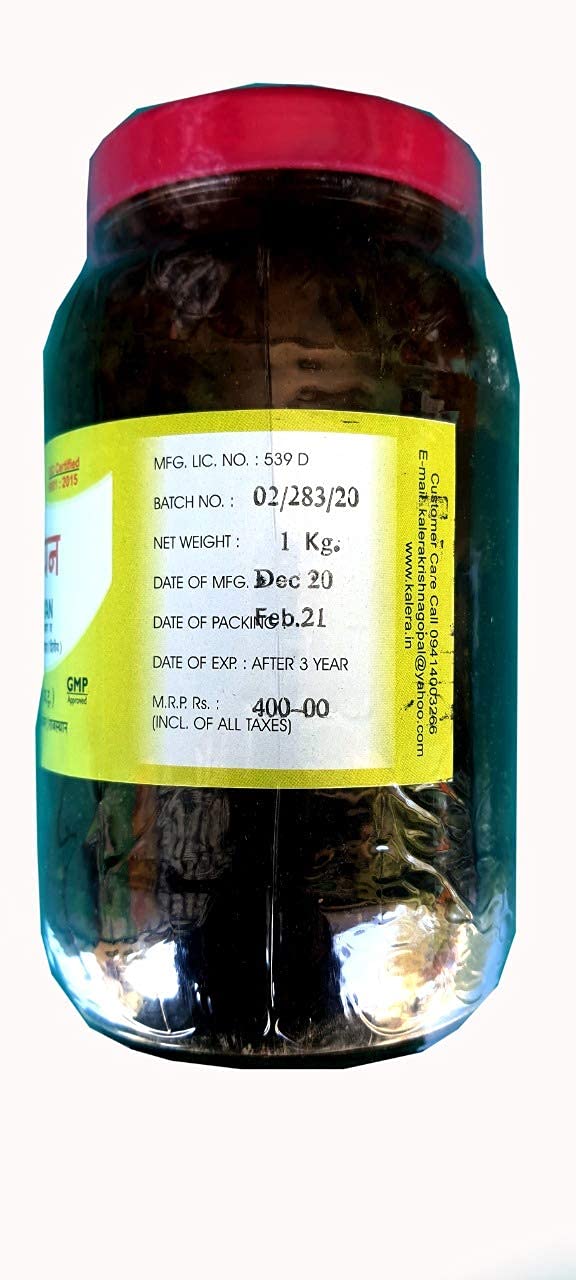 Certified
: 2015
न
AN
GMP
Approved
राजस्थान
MFG. LIC. NO. : 539 D
BATCH NO. : 02/283/20
NET WEIGHT : 1 Kg.
DATE OF MFG. Dec 20
DATE OF PACKING : Feb.21
DATE OF EXP. : AFTER 3 YEAR
M.R.P. Rs. : 400-00
(INCL. OF ALL TAXES)
Customer Care Call 09414003266
E-mail: kalerakrishnagopal@yahoo.com
www.kalera.in